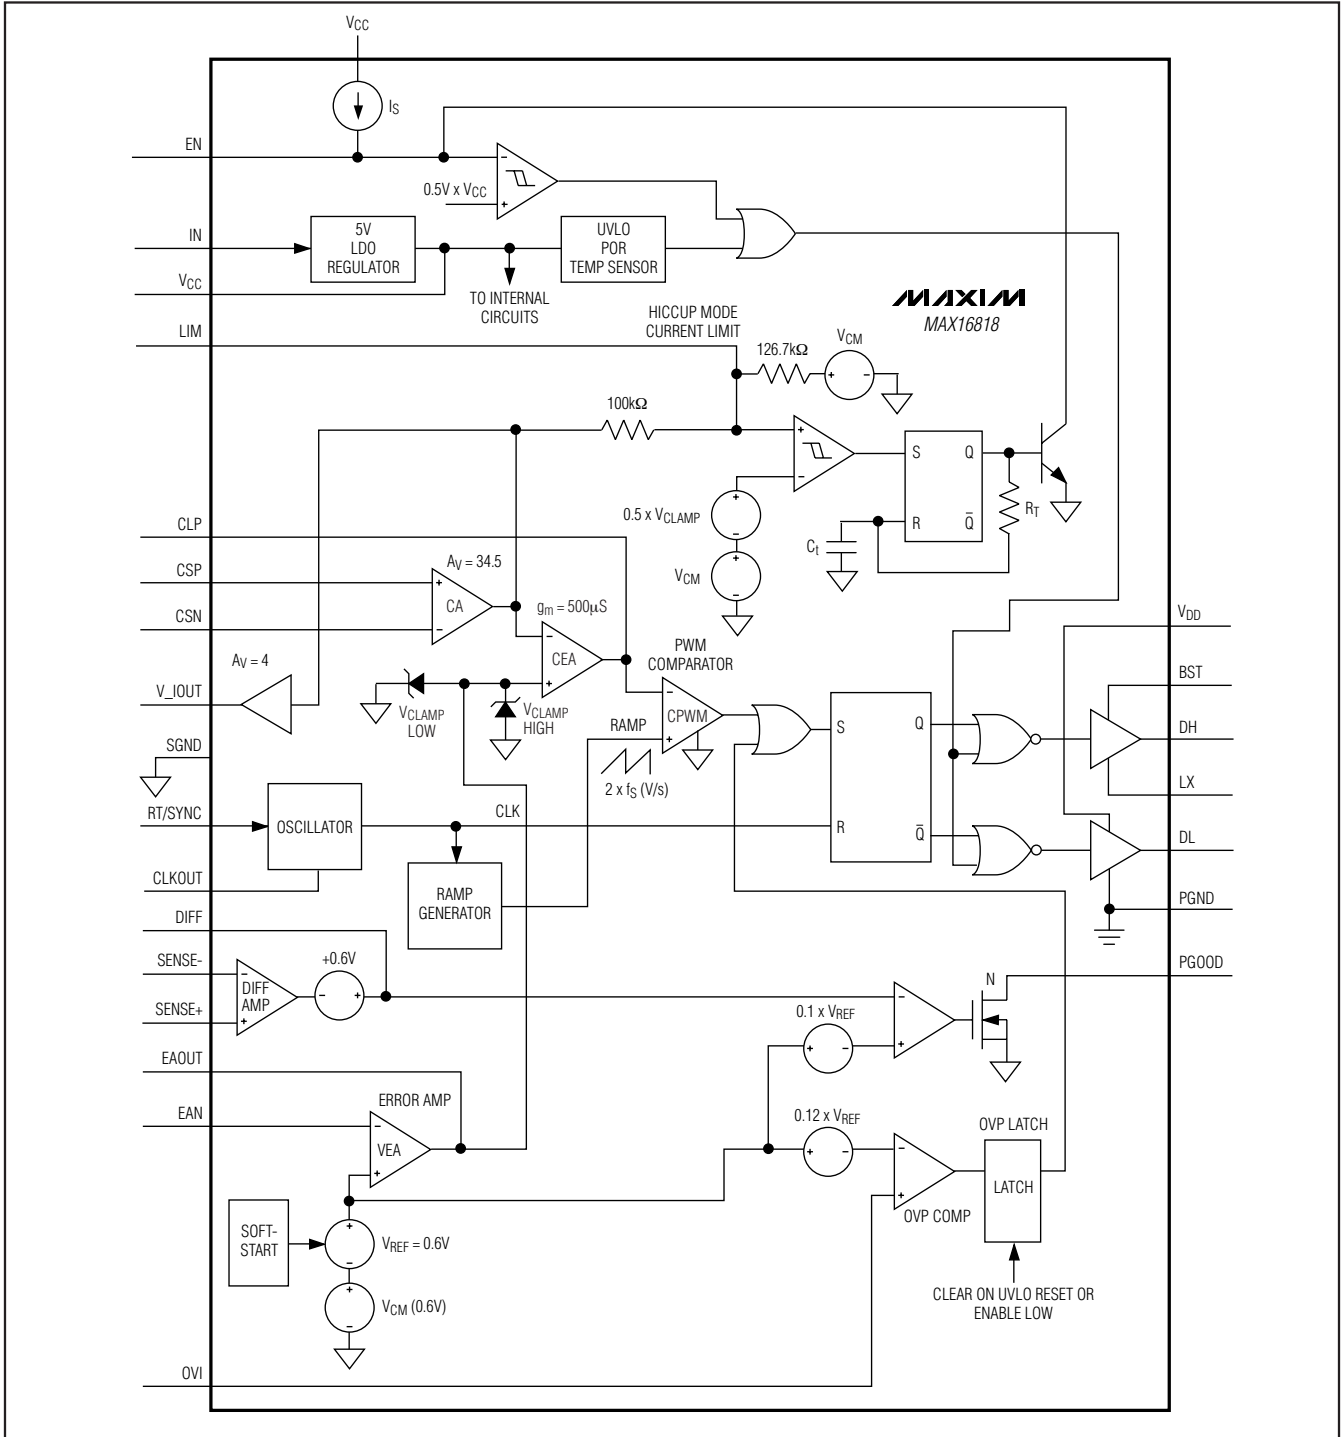 VCC
IS
EN
0.5V x VCC
IN
5V
LDO
REGULATOR
UVLO
POR
TEMP SENSOR
VCC
TO INTERNAL
CIRCUITS
MAXIM
MAX16818
LIM
HICCUP MODE
CURRENT LIMIT
126.7kΩ
VCM
100kΩ
S
Q
R
Q̅
RT
Ct
0.5 x VCLAMP
VCM
CLP
CSP
AV = 34.5
CA
CSN
gm = 500µS
CEA
PWM
COMPARATOR
CPWM
AV = 4
V_IOUT
VCLAMP
LOW
VCLAMP
HIGH
RAMP
2 x fS (V/s)
S
Q
R
Q̅
VDD
BST
DH
LX
DL
PGND
PGOOD
SGND
RT/SYNC
OSCILLATOR
CLK
CLKOUT
RAMP
GENERATOR
DIFF
SENSE-
+0.6V
DIFF
AMP
SENSE+
N
0.1 x VREF
EAOUT
EAN
ERROR AMP
VEA
0.12 x VREF
OVP LATCH
LATCH
OVP COMP
SOFT-
START
VREF = 0.6V
VCM (0.6V)
CLEAR ON UVLO RESET OR
ENABLE LOW
OVI